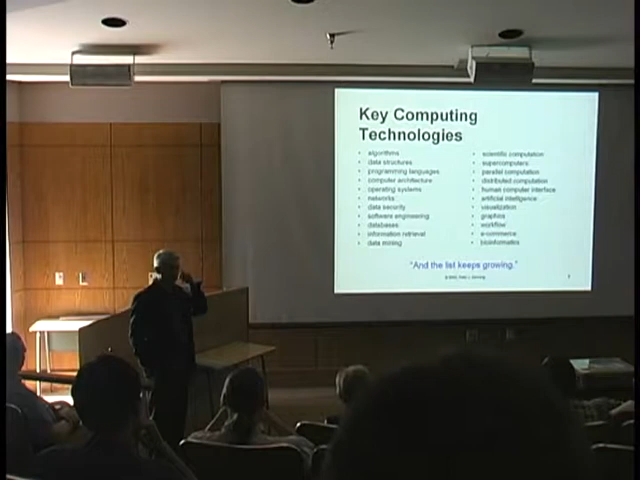 Key Computing
Technologies
• algorithms
• data structures
• programming languages
• computer architecture
• operating systems
• networks
• data security
• software engineering
• databases
• information retrieval
• data mining
• scientific computation
• supercomputers
• parallel computation
• distributed computation
• human computer interface
• artificial intelligence
• visualization
• graphics
• workflow
• e-commerce
• bioinformatics
"And the list keeps growing."
Peter J. Denning